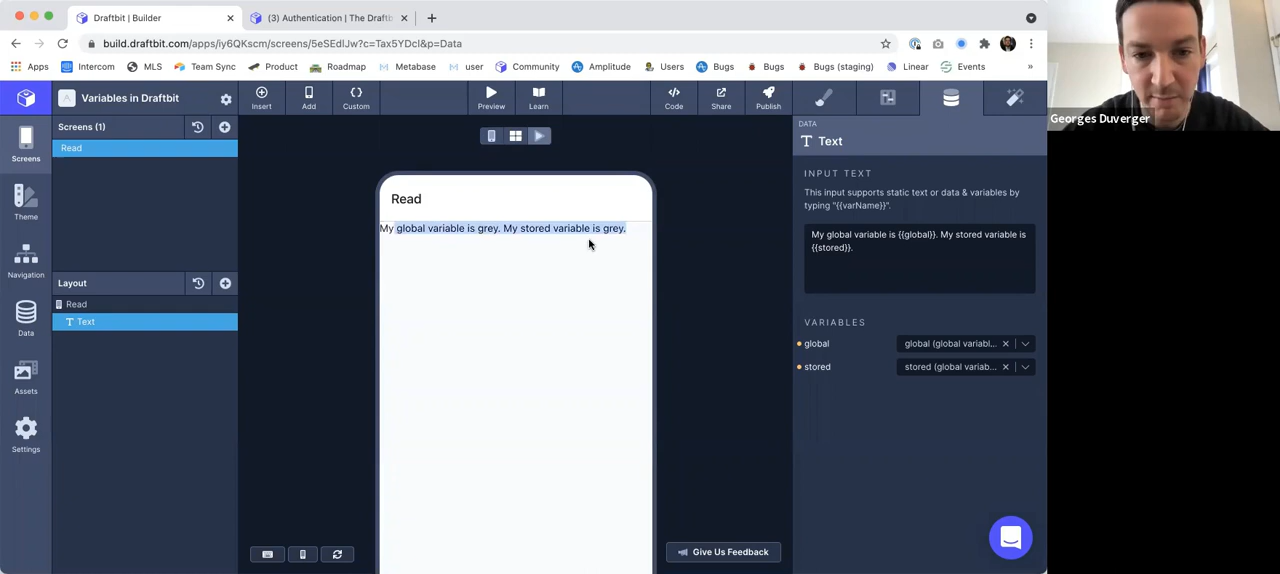 Draftbit | Builder
(3) Authentication | The Draftb
build.draftbit.com/apps/iy6QKscm/screens/5eSEdIJw?c=Tax5YDcI&p=Data
Apps
Intercom
MLS
Team Sync
Product
Roadmap
Metabase
user
Community
Amplitude
Users
Bugs
Bugs
Bugs (staging)
Linear
Events
»
A
Variables in Draftbit
Insert
Add
Custom
Preview
Learn
Code
Share
Publish
Georges Duverger
Screens (1)
Read
Screens
Theme
Navigation
Data
Assets
Settings
Layout
Read
Text
Read
My global variable is grey. My stored variable is grey.
DATA
Text
INPUT TEXT
This input supports static text or data & variables by
typing "{{varName}}".
My global variable is {{global}}. My stored variable is
{{stored}}.
VARIABLES
global
global (global variabl...
stored
stored (global variab...
Give Us Feedback